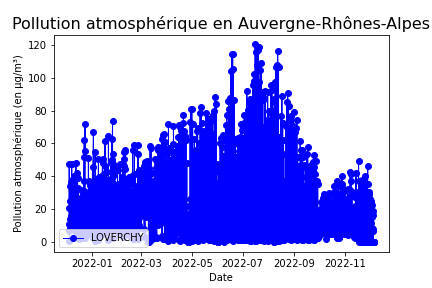 Pollution atmosphérique en Auvergne-Rhônes-Alpes
Pollution atmosphérique (en µg/m³)
120
100
80
60
40
20
0
LOVERCHY
2022-01 2022-03 2022-05 2022-07 2022-09 2022-11
Date